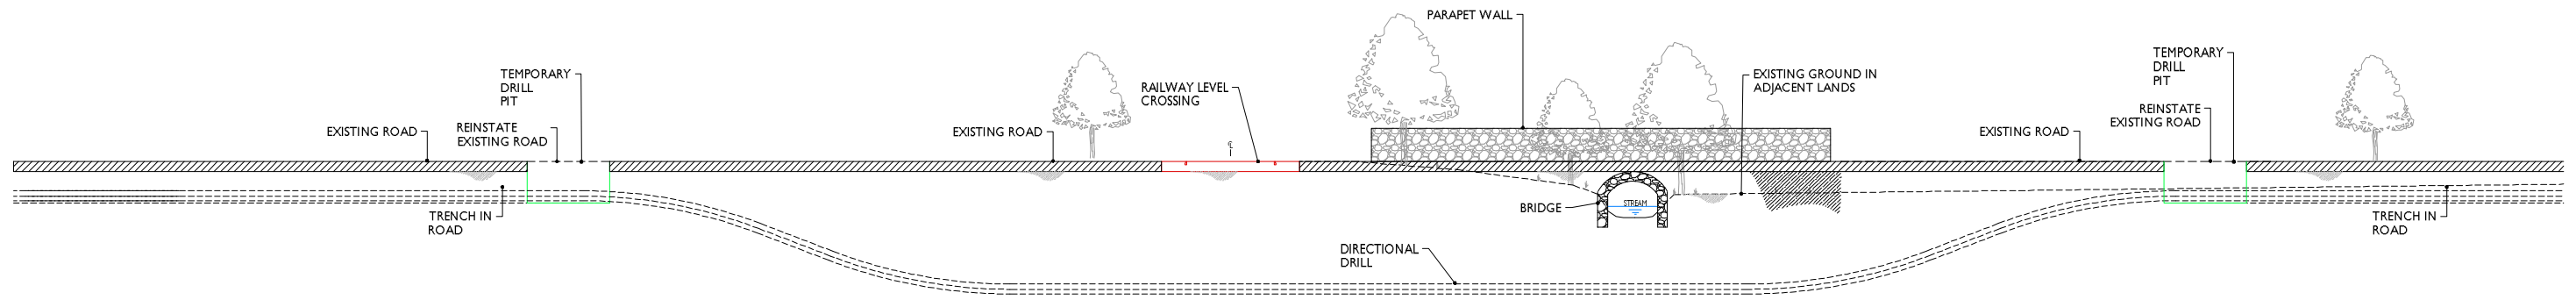 PARAPET WALL
TEMPORARY
DRILL
PIT
EXISTING ROAD
REINSTATE
EXISTING ROAD
EXISTING ROAD
RAILWAY LEVEL
CROSSING
℄
EXISTING GROUND IN
ADJACENT LANDS
TEMPORARY
DRILL
PIT
REINSTATE
EXISTING ROAD
EXISTING ROAD
TRENCH IN
ROAD
BRIDGE
STREAM
DIRECTIONAL
DRILL
TRENCH IN
ROAD